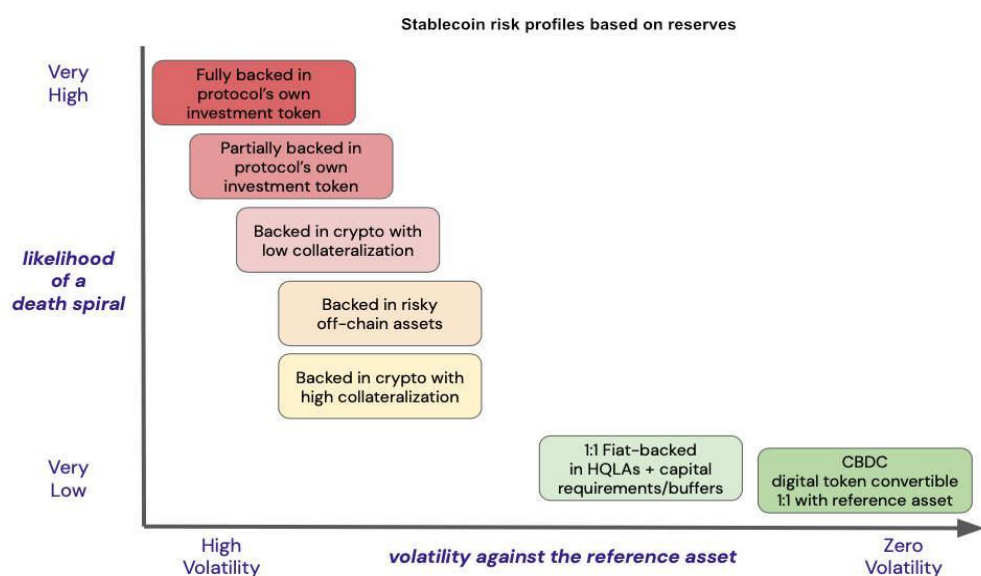 Stablecoin risk profiles based on reserves
Very
High
Fully backed in
protocol's own
investment token
Partially backed in
protocol's own
investment token
Backed in crypto with
low collateralization
likelihood
of a
death spiral
Backed in risky
off-chain assets
Backed in crypto with
high collateralization
Very
Low
1:1 Fiat-backed
in HQLAs + capital
requirements/buffers
CBDC
digital token convertible
1:1 with reference asset
High
Volatility
volatility against the reference asset
Zero
Volatility